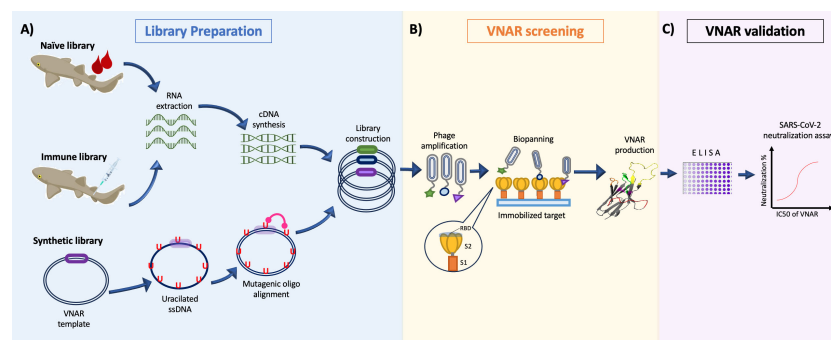 A)
Library Preparation
Naïve library
RNA
extraction
cDNA
synthesis
Immune library
Library
construction
Synthetic library
VNAR
template
Uracilated
ssDNA
Mutagenic oligo
alignment
B)
VNAR screening
Phage
amplification
Biopanning
VNAR
production
Immobilized target
RBD
S2
S1
C)
VNAR validation
ELISA
SARS-CoV-2
neutralization assay
Neutralisation %
IC50 of VNAR